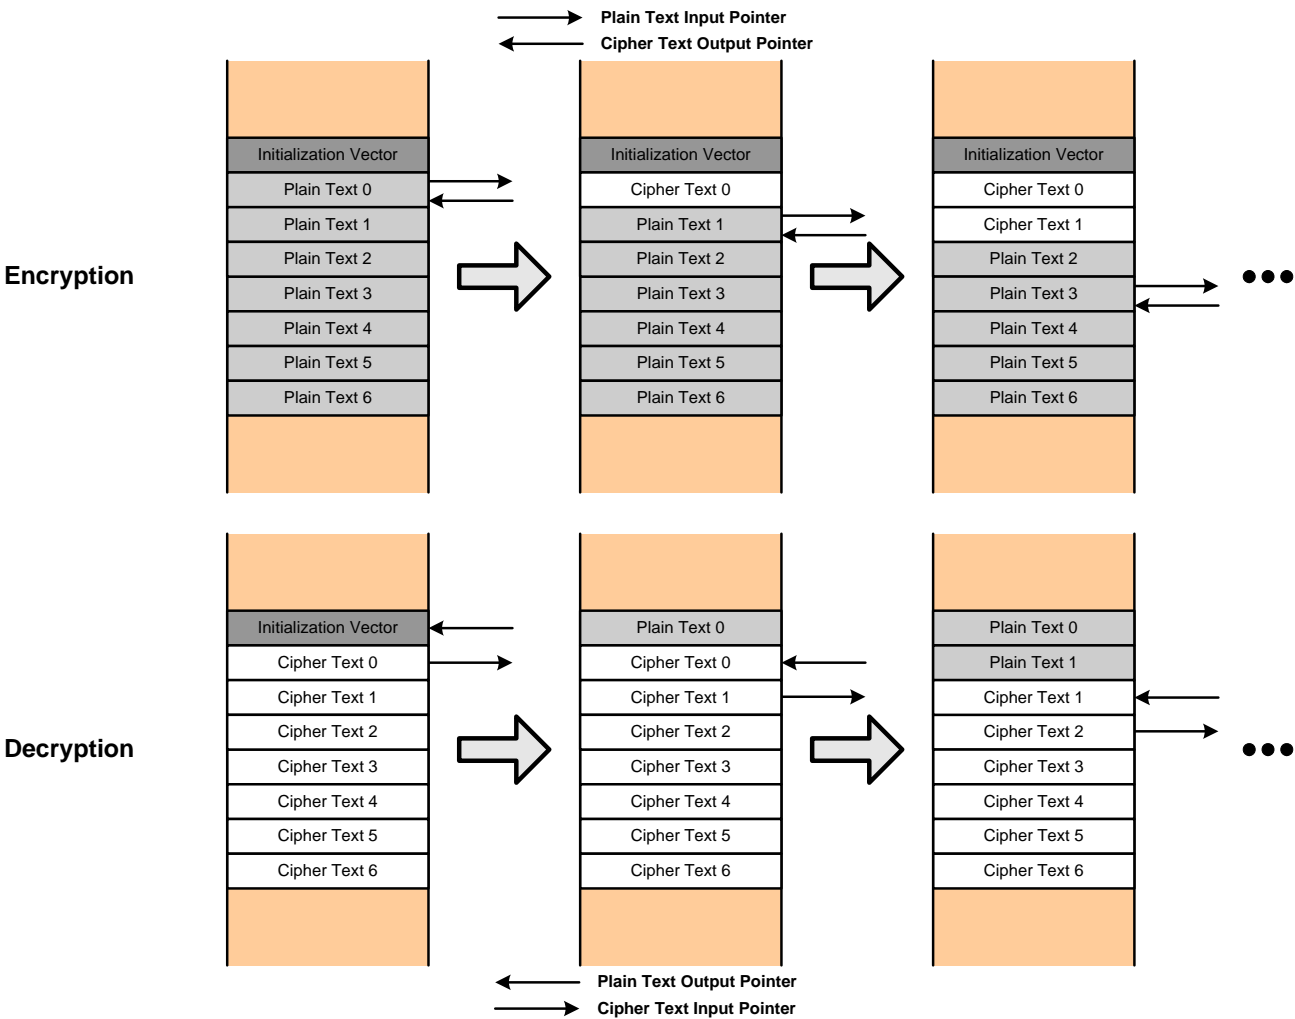 Plain Text Input Pointer
Cipher Text Output Pointer
Encryption
Initialization Vector
Plain Text 0
Plain Text 1
Plain Text 2
Plain Text 3
Plain Text 4
Plain Text 5
Plain Text 6
Initialization Vector
Cipher Text 0
Plain Text 1
Plain Text 2
Plain Text 3
Plain Text 4
Plain Text 5
Plain Text 6
Initialization Vector
Cipher Text 0
Cipher Text 1
Plain Text 2
Plain Text 3
Plain Text 4
Plain Text 5
Plain Text 6
Decryption
Initialization Vector
Cipher Text 0
Cipher Text 1
Cipher Text 2
Cipher Text 3
Cipher Text 4
Cipher Text 5
Cipher Text 6
Plain Text 0
Cipher Text 0
Cipher Text 1
Cipher Text 2
Cipher Text 3
Cipher Text 4
Cipher Text 5
Cipher Text 6
Plain Text 0
Plain Text 1
Cipher Text 1
Cipher Text 2
Cipher Text 3
Cipher Text 4
Cipher Text 5
Cipher Text 6
Plain Text Output Pointer
Cipher Text Input Pointer